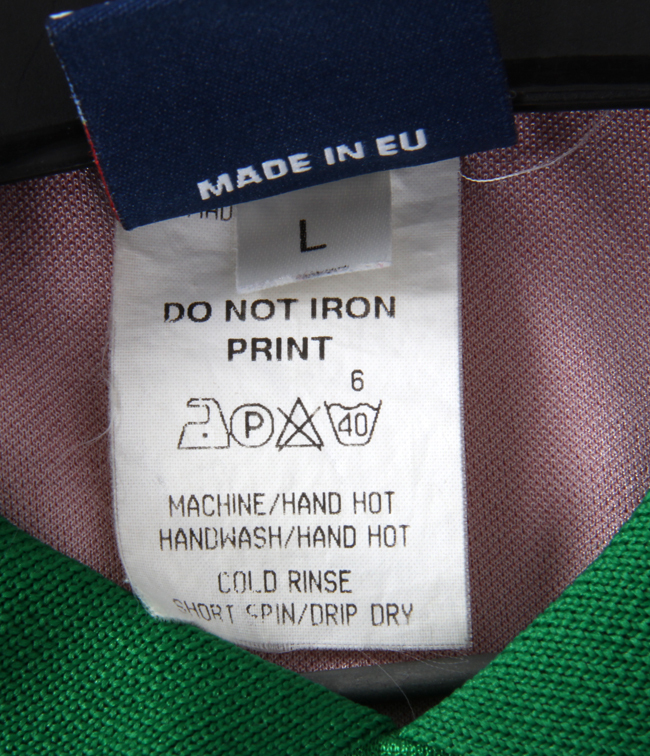 MADE IN EU
L
DO NOT IRON
PRINT
6
P
40
MACHINE/HAND HOT
HANDWASH/HAND HOT
COLD RINSE
SHORT SPIN/DRIP DRY